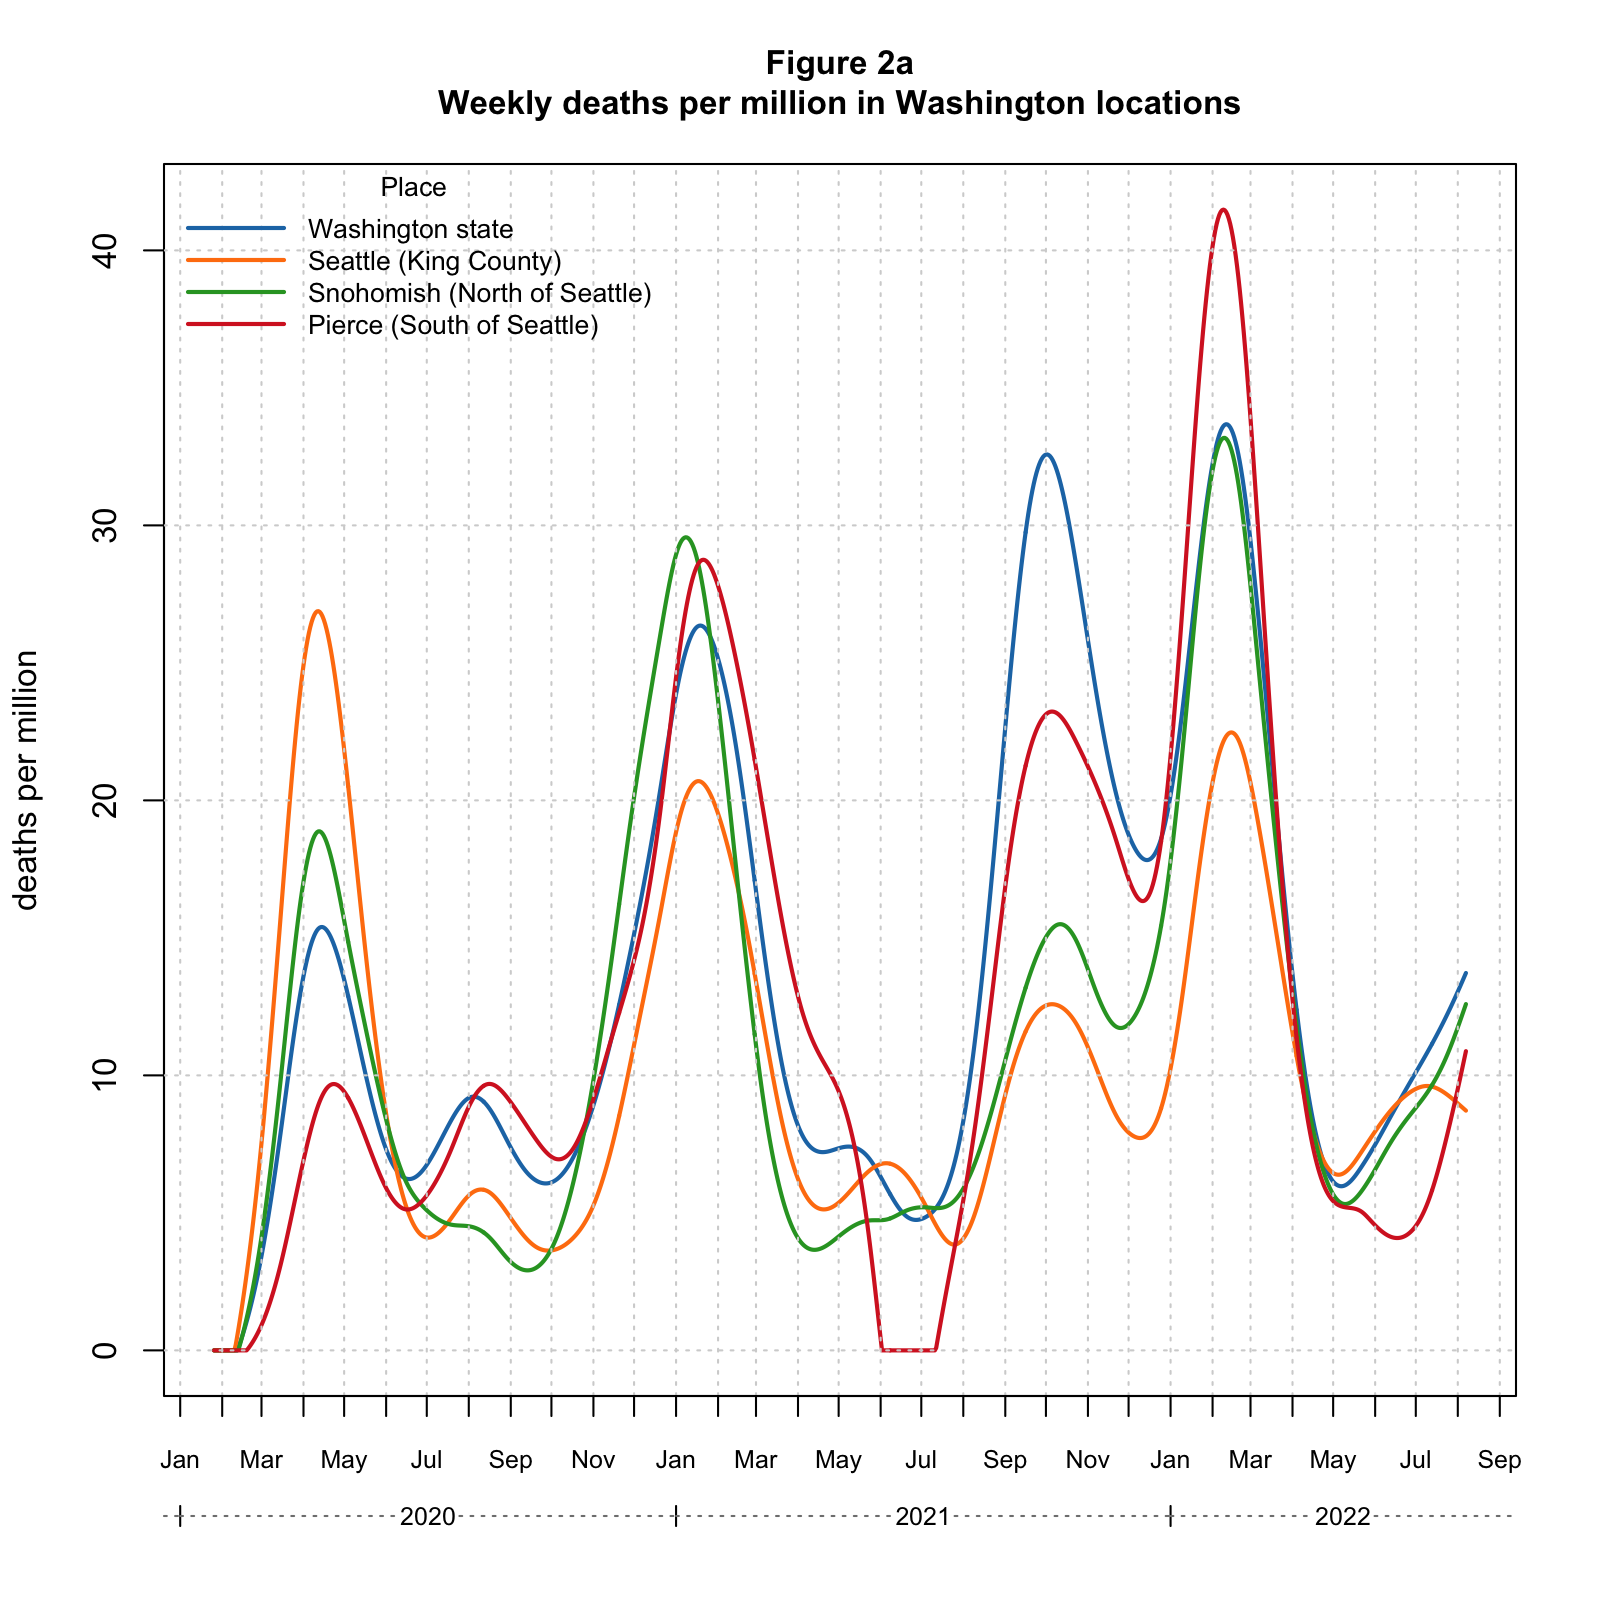 Figure 2a
Weekly deaths per million in Washington locations
Place
Washington state
Seattle (King County)
Snohomish (North of Seattle)
Pierce (South of Seattle)
deaths per million
40
30
20
10
0
Jan Mar May Jul Sep Nov Jan Mar May Jul Sep Nov Jan Mar May Jul Sep
2020 2021 2022